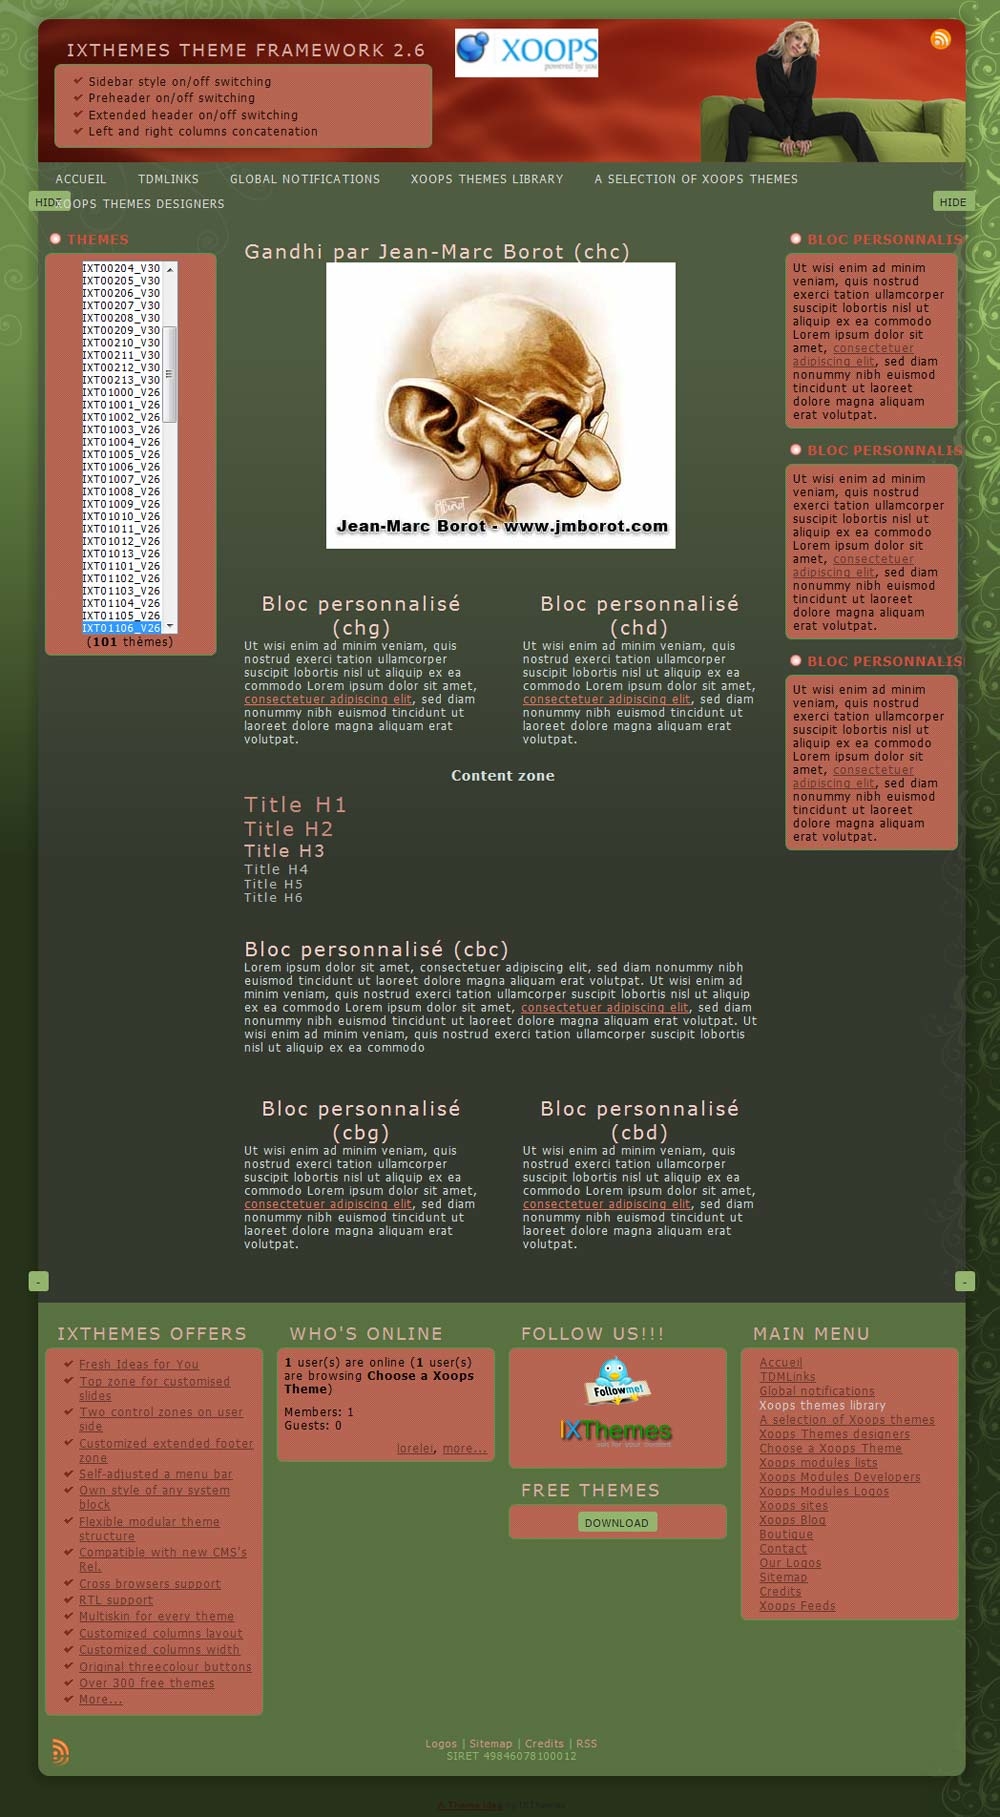 IXTHEMES THEME FRAMEWORK 2.6
XOOPS
powered by you
Sidebar style on/off switching
Preheader on/off switching
Extended header on/off switching
Left and right columns concatenation
ACCUEIL TDMLINKS GLOBAL NOTIFICATIONS XOOPS THEMES LIBRARY A SELECTION OF XOOPS THEMES
XOOPS THEMES DESIGNERS
HIDE
HIDE
THEMES
IXT00204_V30
IXT00205_V30
IXT00206_V30
IXT00207_V30
IXT00208_V30
IXT00209_V30
IXT00210_V30
IXT00211_V30
IXT00212_V30
IXT00213_V30
IXT01000_V26
IXT01001_V26
IXT01002_V26
IXT01003_V26
IXT01004_V26
IXT01005_V26
IXT01006_V26
IXT01007_V26
IXT01008_V26
IXT01009_V26
IXT01010_V26
IXT01011_V26
IXT01012_V26
IXT01013_V26
IXT01101_V26
IXT01102_V26
IXT01103_V26
IXT01104_V26
IXT01105_V26
IXT01106_V26
(101 thèmes)
Gandhi par Jean-Marc Borot (chc)
JMBorot
Jean-Marc Borot - www.jmborot.com
Bloc personnalisé
(chg)
Ut wisi enim ad minim veniam, quis
nostrud exerci tation ullamcorper
suscipit lobortis nisl ut aliquip ex ea
commodo Lorem ipsum dolor sit amet,
consectetuer adipiscing elit, sed diam
nonummy nibh euismod tincidunt ut
laoreet dolore magna aliquam erat
volutpat.
Bloc personnalisé
(chd)
Ut wisi enim ad minim veniam, quis
nostrud exerci tation ullamcorper
suscipit lobortis nisl ut aliquip ex ea
commodo Lorem ipsum dolor sit amet,
consectetuer adipiscing elit, sed diam
nonummy nibh euismod tincidunt ut
laoreet dolore magna aliquam erat
volutpat.
Content zone
Title H1
Title H2
Title H3
Title H4
Title H5
Title H6
Bloc personnalisé (cbc)
Lorem ipsum dolor sit amet, consectetuer adipiscing elit, sed diam nonummy nibh
euismod tincidunt ut laoreet dolore magna aliquam erat volutpat. Ut wisi enim ad
minim veniam, quis nostrud exerci tation ullamcorper suscipit lobortis nisl ut aliquip
ex ea commodo Lorem ipsum dolor sit amet, consectetuer adipiscing elit, sed diam
nonummy nibh euismod tincidunt ut laoreet dolore magna aliquam erat volutpat. Ut
wisi enim ad minim veniam, quis nostrud exerci tation ullamcorper suscipit lobortis
nisl ut aliquip ex ea commodo
Bloc personnalisé
(cbg)
Ut wisi enim ad minim veniam, quis
nostrud exerci tation ullamcorper
suscipit lobortis nisl ut aliquip ex ea
commodo Lorem ipsum dolor sit amet,
consectetuer adipiscing elit, sed diam
nonummy nibh euismod tincidunt ut
laoreet dolore magna aliquam erat
volutpat.
Bloc personnalisé
(cbd)
Ut wisi enim ad minim veniam, quis
nostrud exerci tation ullamcorper
suscipit lobortis nisl ut aliquip ex ea
commodo Lorem ipsum dolor sit amet,
consectetuer adipiscing elit, sed diam
nonummy nibh euismod tincidunt ut
laoreet dolore magna aliquam erat
volutpat.
BLOC PERSONNALIS
Ut wisi enim ad minim
veniam, quis nostrud
exerci tation ullamcorper
suscipit lobortis nisl ut
aliquip ex ea commodo
Lorem ipsum dolor sit
amet, consectetuer
adipiscing elit, sed diam
nonummy nibh euismod
tincidunt ut laoreet
dolore magna aliquam
erat volutpat.
BLOC PERSONNALIS
Ut wisi enim ad minim
veniam, quis nostrud
exerci tation ullamcorper
suscipit lobortis nisl ut
aliquip ex ea commodo
Lorem ipsum dolor sit
amet, consectetuer
adipiscing elit, sed diam
nonummy nibh euismod
tincidunt ut laoreet
dolore magna aliquam
erat volutpat.
BLOC PERSONNALIS
Ut wisi enim ad minim
veniam, quis nostrud
exerci tation ullamcorper
suscipit lobortis nisl ut
aliquip ex ea commodo
Lorem ipsum dolor sit
amet, consectetuer
adipiscing elit, sed diam
nonummy nibh euismod
tincidunt ut laoreet
dolore magna aliquam
erat volutpat.
-
-
IXTHEMES OFFERS
Fresh Ideas for You
Top zone for customised
slides
Two control zones on user
side
Customized extended footer
zone
Self-adjusted a menu bar
Own style of any system
block
Flexible modular theme
structure
Compatible with new CMS's
Rel.
Cross browsers support
RTL support
Multiskin for every theme
Customized columns layout
Customized columns width
Original threecolour buttons
Over 300 free themes
More...
WHO'S ONLINE
1 user(s) are online (1 user(s)
are browsing Choose a Xoops
Theme)
Members: 1
Guests: 0
lorelei, more...
FOLLOW US!!!
Follow me!
IXThemes
FREE THEMES
DOWNLOAD
MAIN MENU
Accueil
TDMLinks
Global notifications
Xoops themes library
A selection of Xoops themes
Xoops Themes designers
Choose a Xoops Theme
Xoops modules lists
Xoops Modules Developers
Xoops Modules Logos
Xoops sites
Xoops Blog
Boutique
Contact
Our Logos
Sitemap
Credits
Xoops Feeds
Logos | Sitemap | Credits | RSS
SIRET 49846078100012